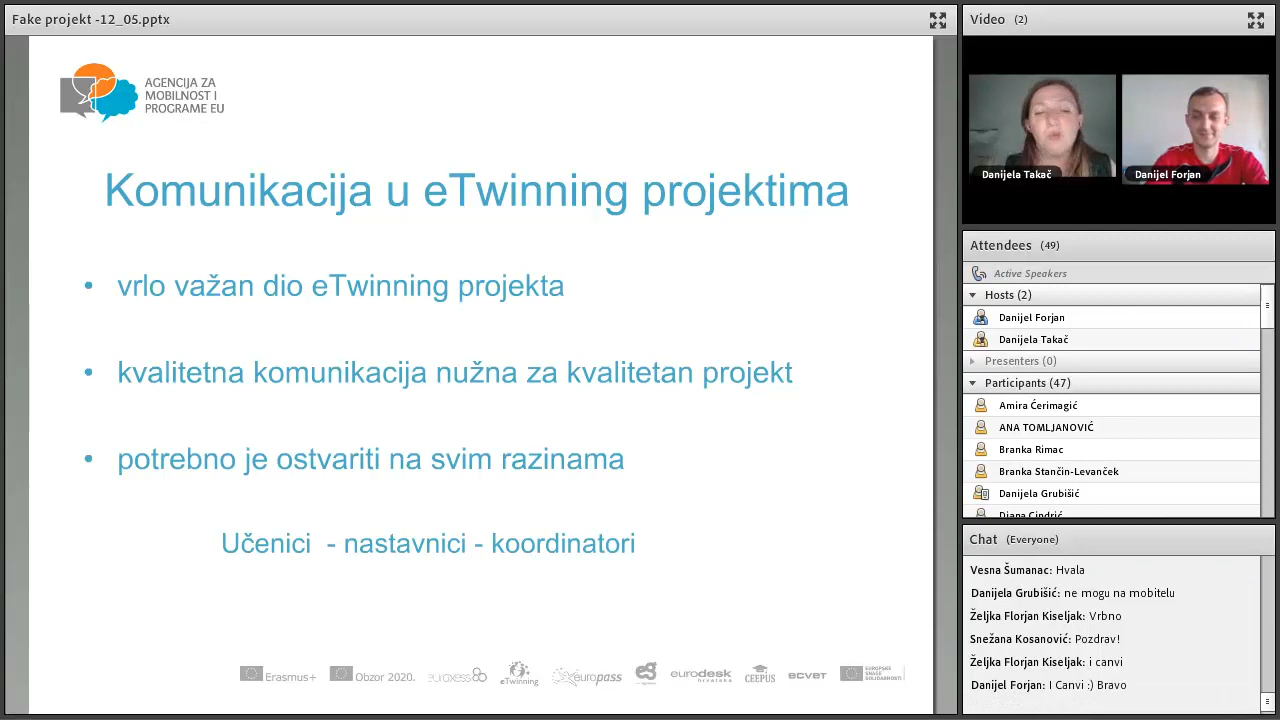 Fake projekt -12_05.pptx
AGENCIJA ZA
MOBILNOST I
PROGRAME EU
Komunikacija u eTwinning projektima
• vrlo važan dio eTwinning projekta
• kvalitetna komunikacija nužna za kvalitetan projekt
• potrebno je ostvariti na svim razinama
Učenici - nastavnici - koordinatori
Erasmus+
Obzor 2020.
euraxess
eTwinning
europass
eurodesk
hrvatska
CEEPUS
ECVET
EUROPSKE
SNAGE
SOLIDARNOSTI
Video (2)
Danijela Takač
Danijel Forjan
Attendees (49)
Active Speakers
Hosts (2)
Danijel Forjan
Danijela Takač
Presenters (0)
Participants (47)
Amira Ćerimagić
ANA TOMLJANOVIĆ
Branka Rimac
Branka Stančin-Levanček
Danijela Grubišić
Diana Cindrić
Chat (Everyone)
Vesna Šumanac: Hvala
Danijela Grubišić: ne mogu na mobitelu
Željka Florjan Kiseljak: Vrbno
Snežana Kosanović: Pozdrav!
Željka Florjan Kiseljak: i canvi
Danijel Forjan: I Canvi :) Bravo